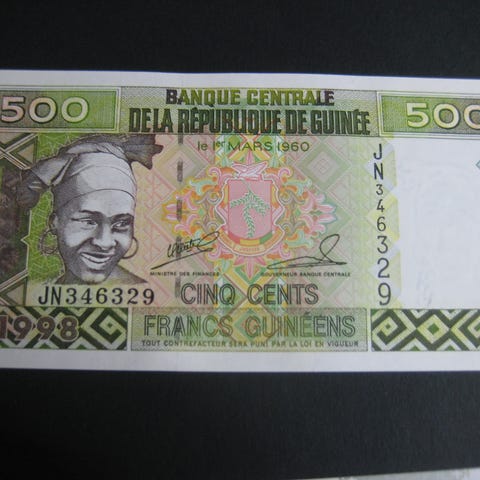 500 BANQUE CENTRALE 500
DE LA RÉPUBLIQUE DE GUINÉE
le 1er MARS 1960
JN346329
MINISTRE DES FINANCES GOUVERNEUR BANQUE CENTRALE
JN346329 CINQ CENTS
1998 FRANCS GUINÉENS
TOUT CONTREFACTEUR SERA PUNI PAR LA LOI EN VIGUEUR